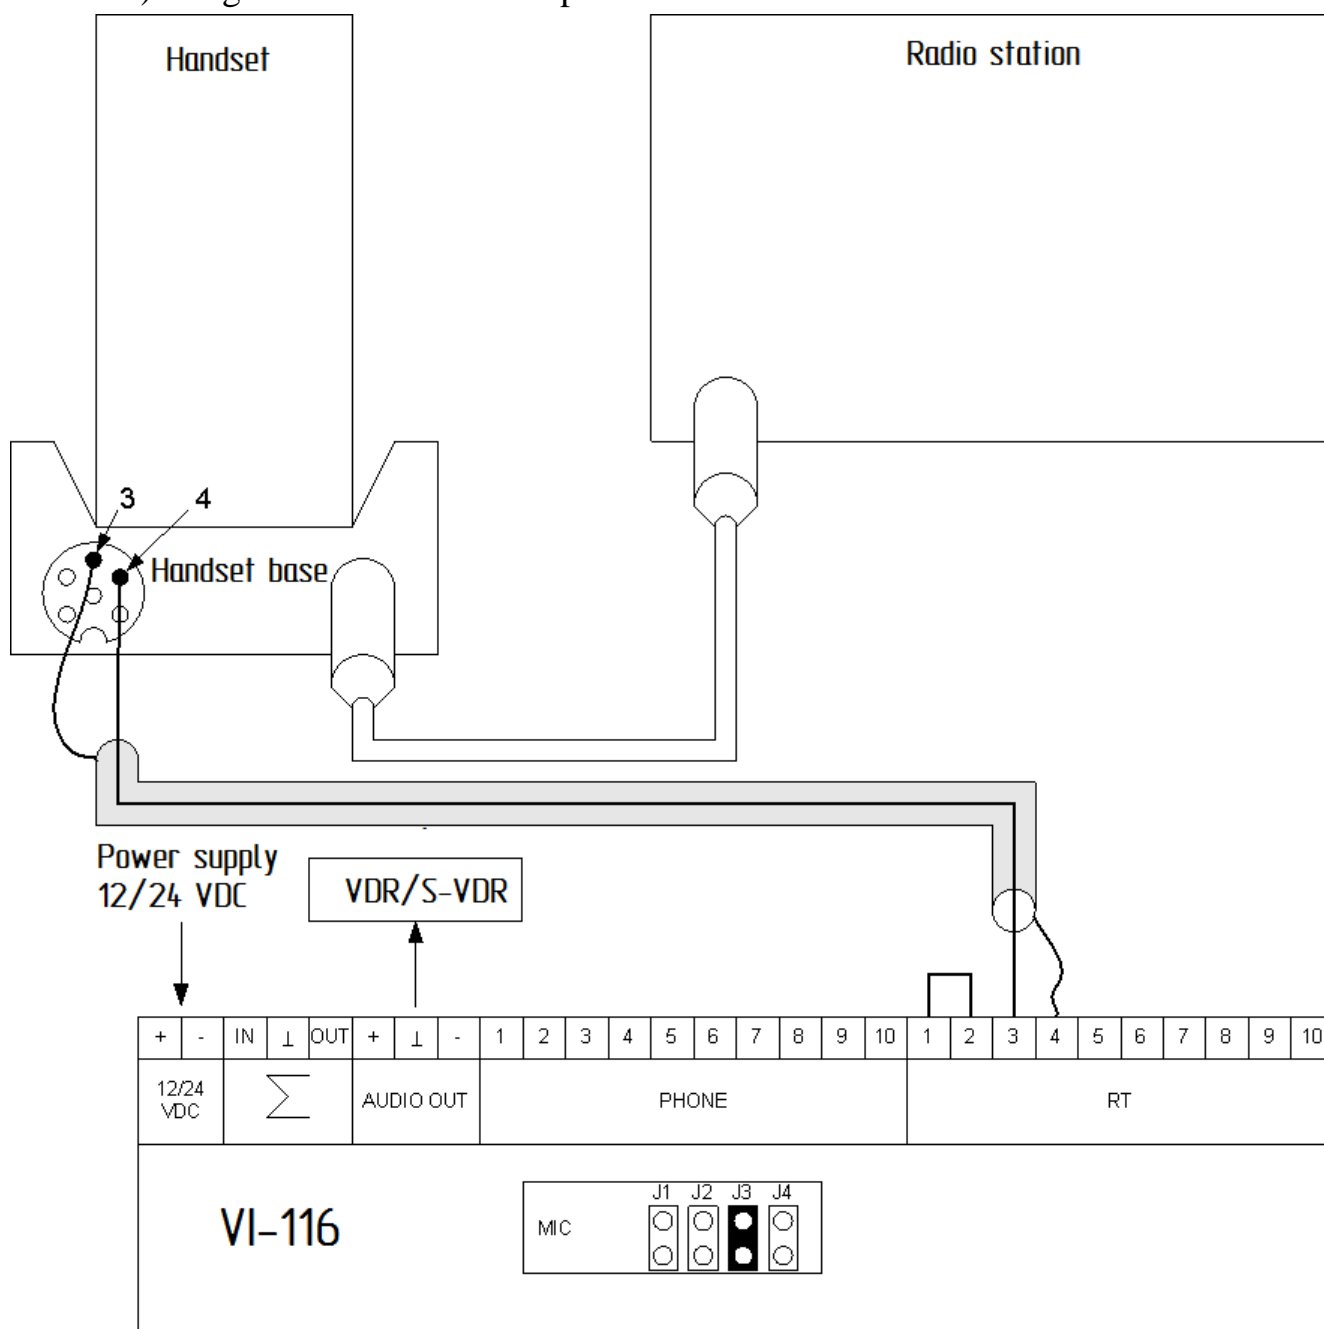 Handset
Radio station
3 4
Handset base
Power supply
12/24 VDC
VDR/S-VDR
+ - IN ⊥ OUT + ⊥ - 1 2 3 4 5 6 7 8 9 10 1 2 3 4 5 6 7 8 9 10
12/24
VDC
Σ
AUDIO OUT
PHONE
RT
J1 J2 J3 J4
MIC
VI-116